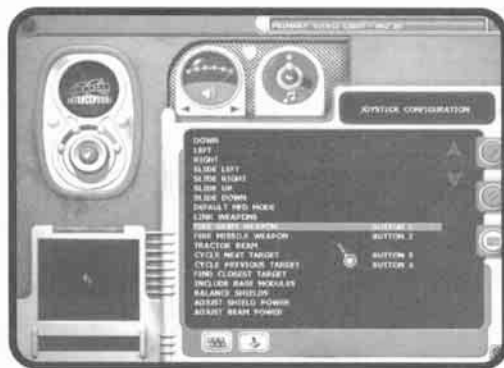 JOYSTICK CONFIGURATION
DOWN
LEFT
RIGHT
SLIDE LEFT
SLIDE RIGHT
SLIDE UP
SLIDE DOWN
DEFAULT MFD MODE
LINK WEAPONS
FIRE WEAPON BUTTON 1
FIRE MISSILE WEAPON BUTTON 2
TRACTOR BEAM
CYCLE NEXT TARGET BUTTON 3
CYCLE PREVIOUS TARGET BUTTON 4
FIND CLOSEST TARGET
INCLUDE BASE MODULES
BALANCE SHIELDS
ADJUST SHIELD POWER
ADJUST BEAM POWER